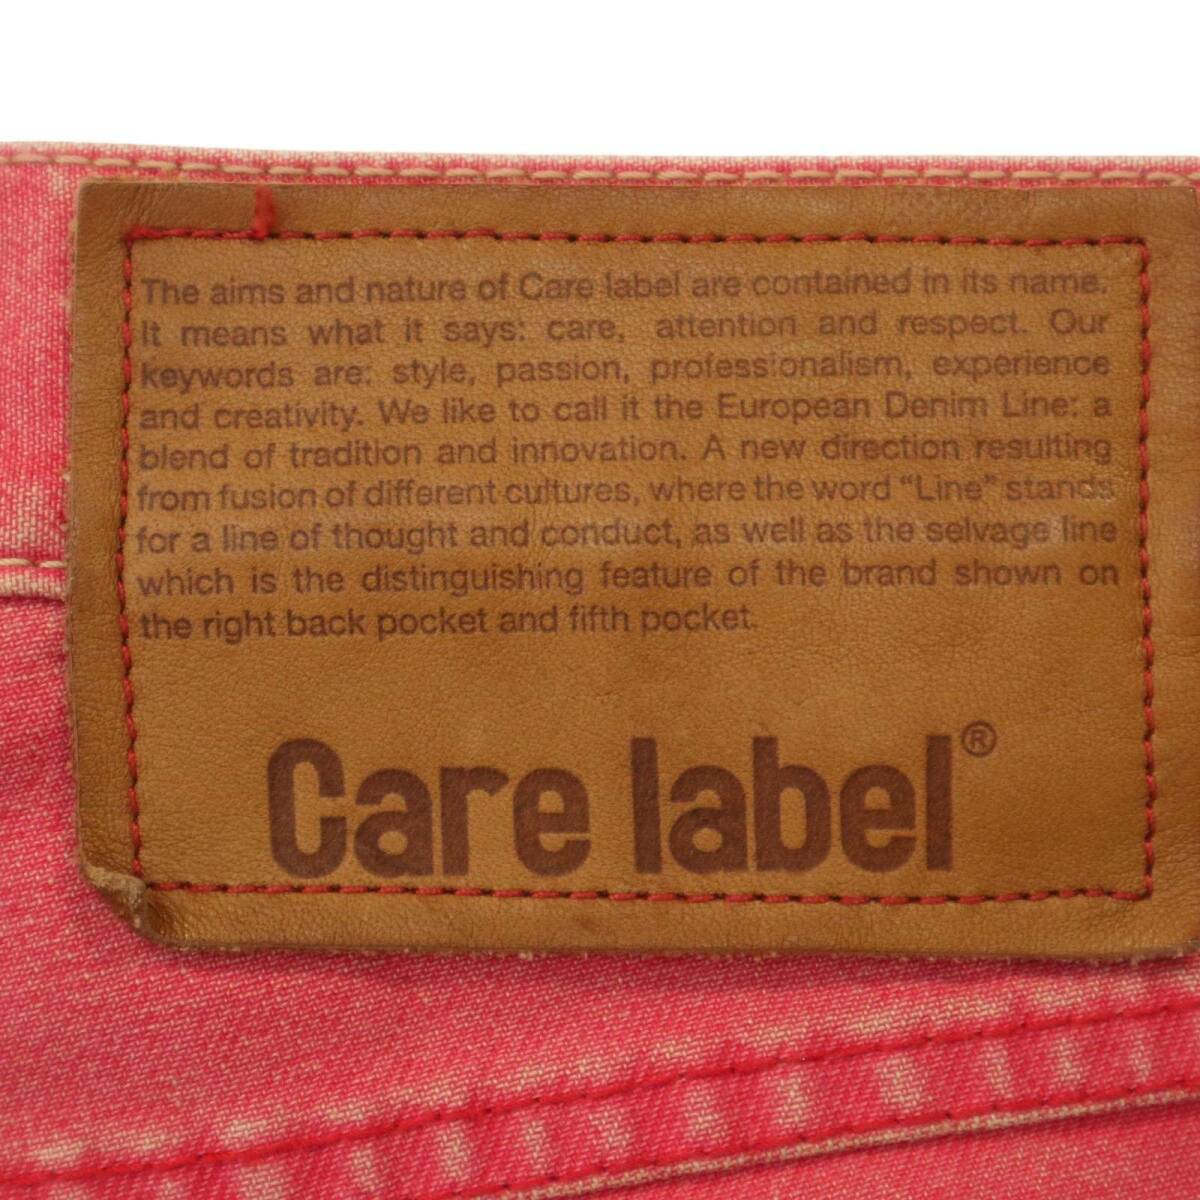 The aims and nature of Care label are contained in its name.
It means what it says: care, attention and respect. Our
keywords are: style, passion, professionalism, experience
and creativity. We like to call it the European Denim Line: a
blend of tradition and innovation. A new direction resulting
from fusion of different cultures, where the word “Line” stands
for a line of thought and conduct, as well as the selvage line
which is the distinguishing feature of the brand shown on
the right back pocket and fifth pocket.
Care label®